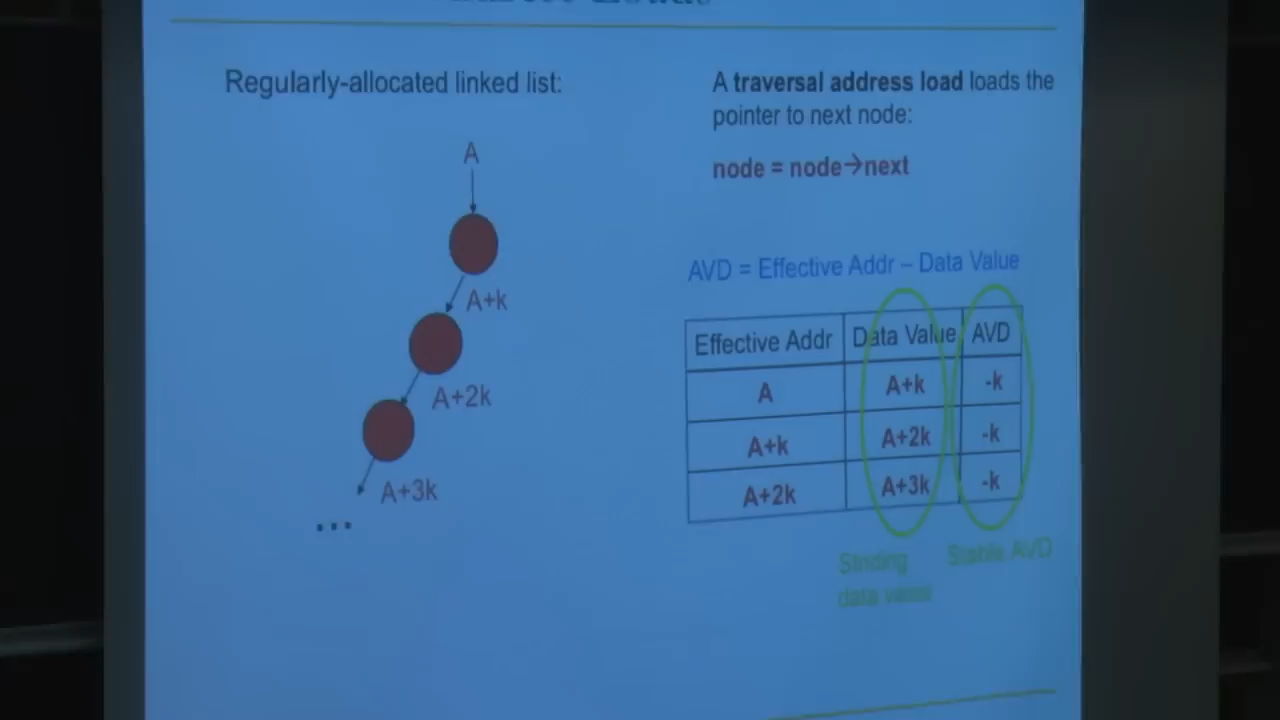 Regularly-allocated linked list:
A
A+k
A+2k
A+3k
...
A traversal address load loads the
pointer to next node:
node = node→next
AVD = Effective Addr – Data Value
Effective Addr Data Value AVD
A A+k -k
A+k A+2k -k
A+2k A+3k -k
Striding Stable AVD
data value